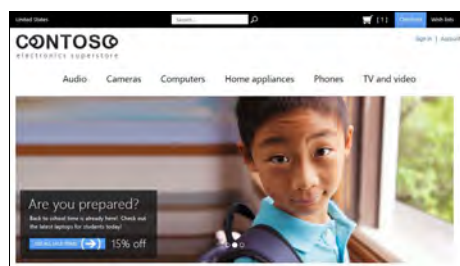 United States
Search...
[1]
Checkout
Wish lists
CONTOSO
electronics superstore
Sign in | Account
Audio
Cameras
Computers
Home appliances
Phones
TV and video
Are you prepared?
Back to school time is already here! Check out
the latest laptops for students today!
15% off